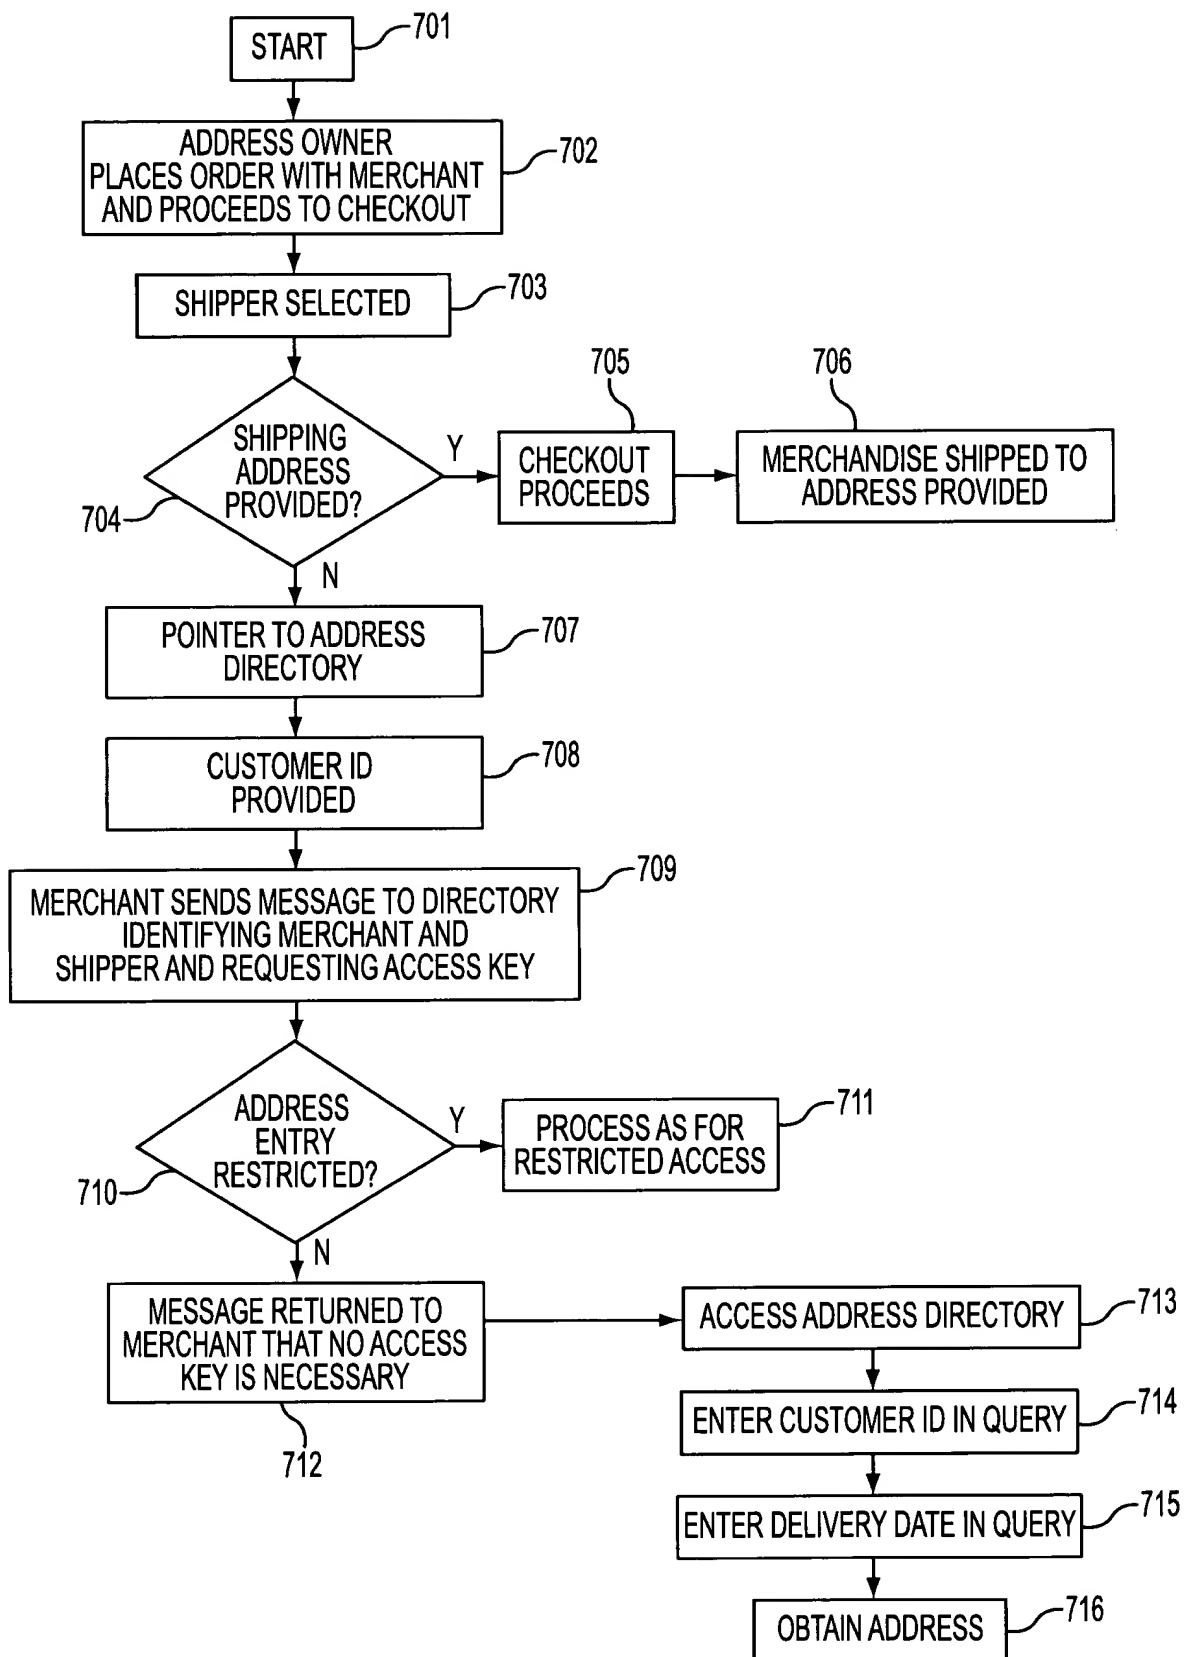 START
701
ADDRESS OWNER
PLACES ORDER WITH MERCHANT
AND PROCEEDS TO CHECKOUT
702
SHIPPER SELECTED
703
SHIPPING
ADDRESS
PROVIDED?
704
Y
705
CHECKOUT
PROCEEDS
706
MERCHANDISE SHIPPED TO
ADDRESS PROVIDED
N
POINTER TO ADDRESS
DIRECTORY
707
CUSTOMER ID
PROVIDED
708
MERCHANT SENDS MESSAGE TO DIRECTORY
IDENTIFYING MERCHANT AND
SHIPPER AND REQUESTING ACCESS KEY
709
ADDRESS
ENTRY
RESTRICTED?
710
Y
PROCESS AS FOR
RESTRICTED ACCESS
711
N
MESSAGE RETURNED TO
MERCHANT THAT NO ACCESS
KEY IS NECESSARY
712
ACCESS ADDRESS DIRECTORY
713
ENTER CUSTOMER ID IN QUERY
714
ENTER DELIVERY DATE IN QUERY
715
OBTAIN ADDRESS
716